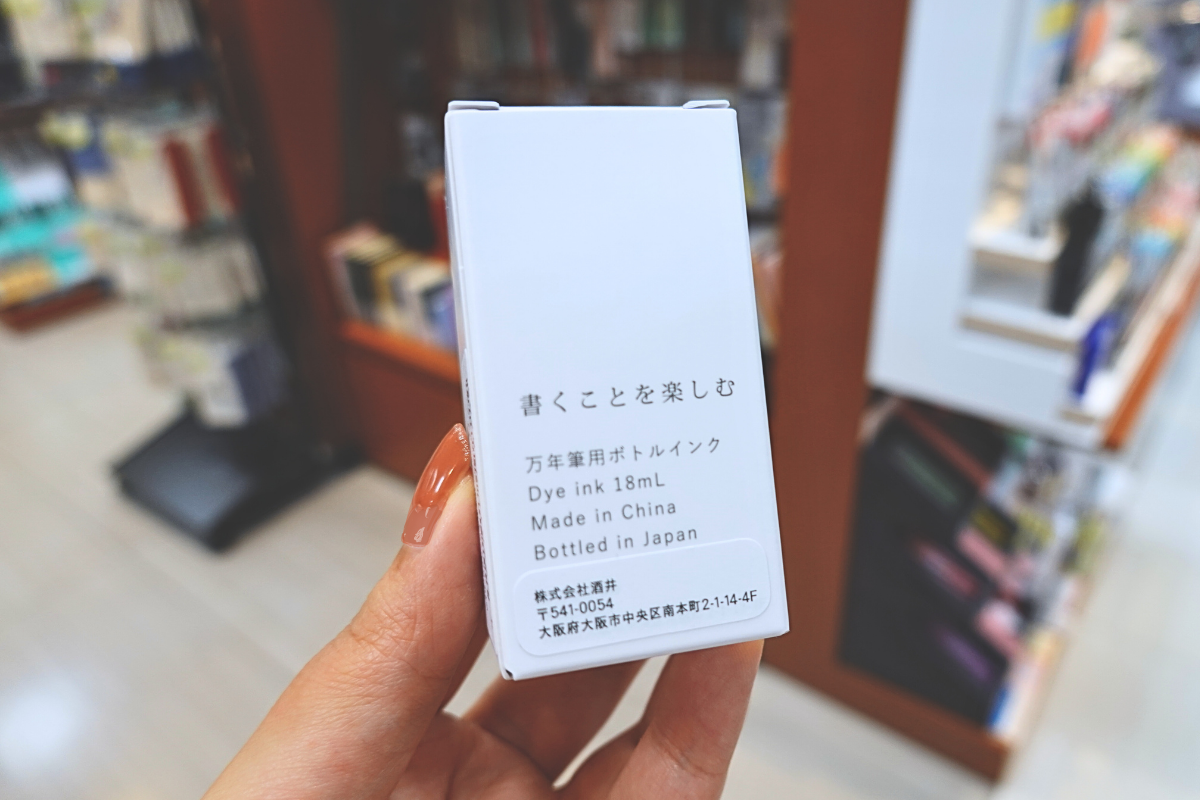 書くことを楽しむ
万年筆用ボトルインク
Dye ink 18mL
Made in China
Bottled in Japan
株式会社酒井
〒541-0054
大阪府大阪市中央区南本町2-1-14-4F